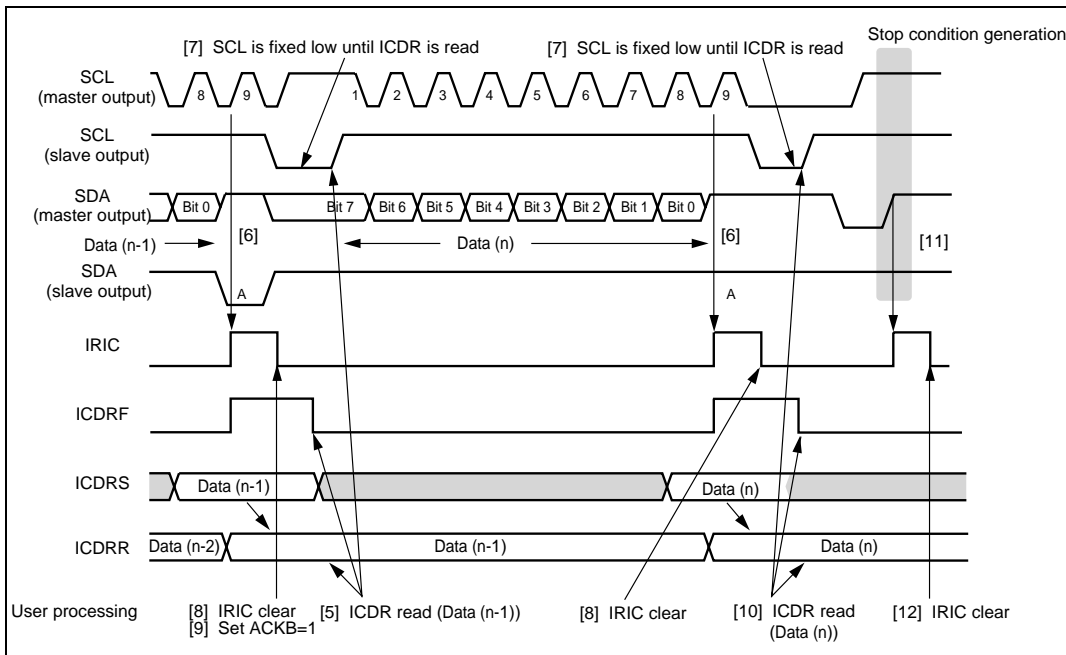 Stop condition generation
[7] SCL is fixed low until ICDR is read
[7] SCL is fixed low until ICDR is read
SCL
(master output)
8
9
1
2
3
4
5
6
7
8
9
SCL
(slave output)
SDA
(master output)
Bit 0
Bit 7
Bit 6
Bit 5
Bit 4
Bit 3
Bit 2
Bit 1
Bit 0
Data (n-1)
[6]
Data (n)
[6]
[11]
SDA
(slave output)
A
A
IRIC
ICDRF
ICDRS
Data (n-1)
Data (n)
ICDRR
Data (n-2)
Data (n-1)
Data (n)
User processing
[8] IRIC clear
[9] Set ACKB=1
[5] ICDR read (Data (n-1))
[8] IRIC clear
[10] ICDR read
(Data (n))
[12] IRIC clear